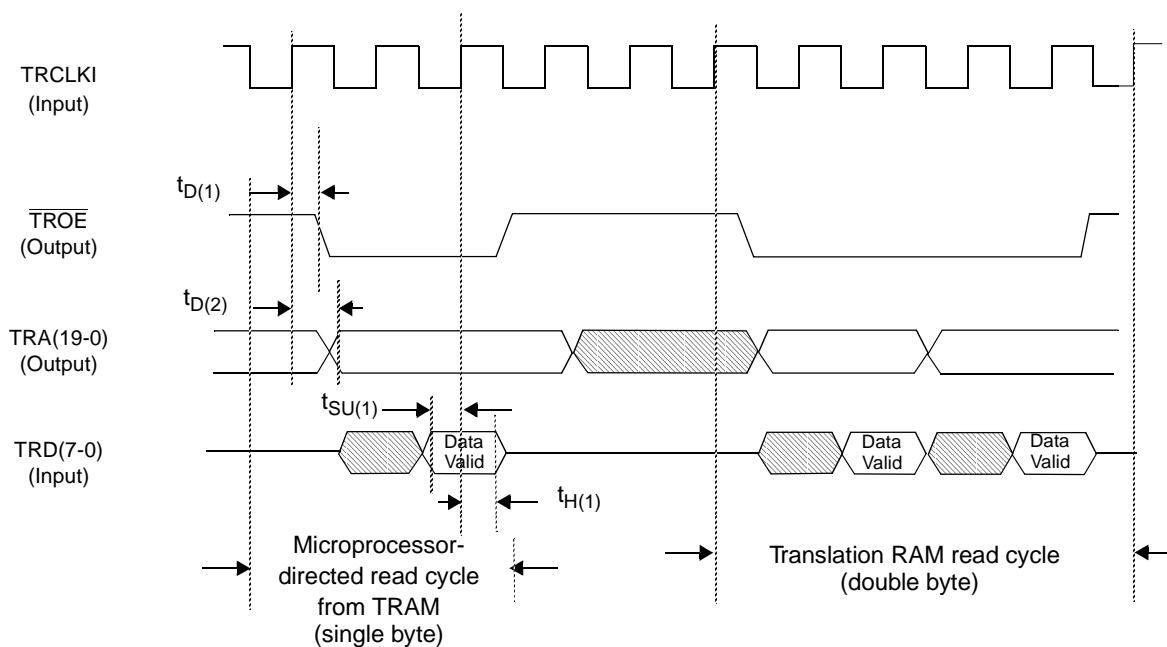 TRCLKI
(Input)
tD(1)
TROE
(Output)
tD(2)
TRA(19-0)
(Output)
tSU(1)
TRD(7-0)
(Input)
Data
Valid
Data
Valid
Data
Valid
tH(1)
Microprocessor-
directed read cycle
from TRAM
(single byte)
Translation RAM read cycle
(double byte)